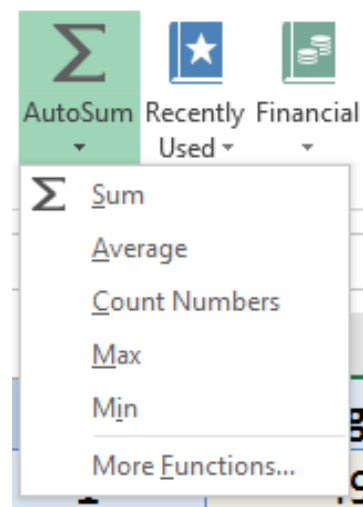 AutoSum Recently Financial
Used
Σ Sum
Average
Count Numbers
Max
Min
More Functions...